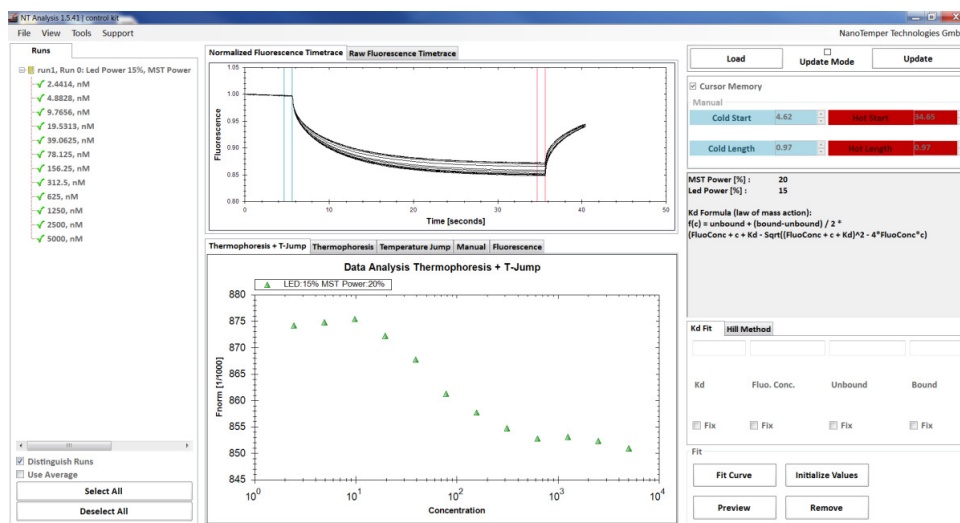 NT Analysis 1.5.41 | control kit
File View Tools Support
NanoTemper Technologies Gmb
Runs
run1, Run 0: Led Power 15%, MST Power
2.4414, nM
4.8828, nM
9.7656, nM
19.5313, nM
39.0625, nM
78.125, nM
156.25, nM
312.5, nM
625, nM
1250, nM
2500, nM
5000, nM
Distinguish Runs
Use Average
Select All
Deselect All
Normalized Fluorescence Timetrace Raw Fluorescence Timetrace
1.05
1.00
0.95
0.90
0.85
0.80
Fluorescence
0 10 20 30 40 50
Time [seconds]
Thermophoresis + T-Jump Thermophoresis Temperature Jump Manual Fluorescence
Data Analysis Thermophoresis + T-Jump
LED:15% MST Power:20%
880
875
870
865
860
855
850
845
Fnorm [1/1000]
10^0 10^1 10^2 10^3 10^4
Concentration
Load Update Mode Update
Cursor Memory
Manual
Cold Start 4.62 Hot Start 34.65
Cold Length 0.97 Hot Length 0.97
MST Power [%] : 20
Led Power [%] : 15
Kd Formula (law of mass action):
f(c) = unbound + (bound-unbound) / 2 *
(FluoConc + c + Kd - Sqrt((FluoConc + c + Kd)^2 - 4*FluoConc*c)
Kd Fit Hill Method
Kd Fluo. Conc. Unbound Bound
Fix Fix Fix Fix
Fit
Fit Curve Initialize Values
Preview Remove